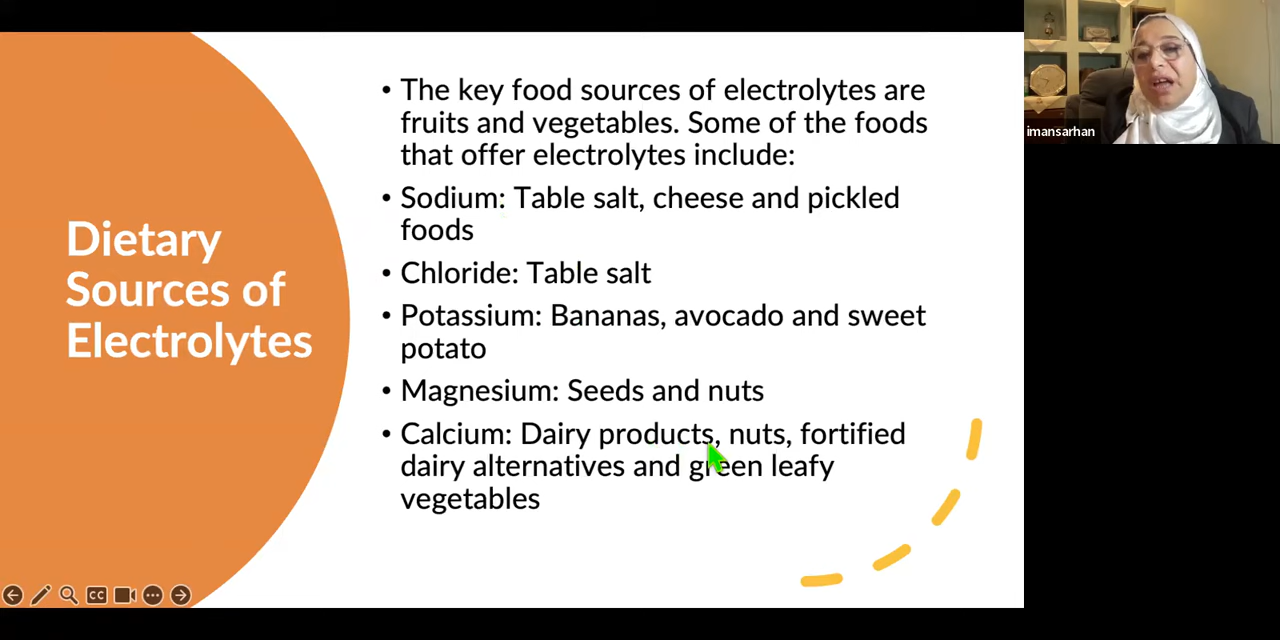 Dietary
Sources of
Electrolytes
• The key food sources of electrolytes are
fruits and vegetables. Some of the foods
that offer electrolytes include:
• Sodium: Table salt, cheese and pickled
foods
• Chloride: Table salt
• Potassium: Bananas, avocado and sweet
potato
• Magnesium: Seeds and nuts
• Calcium: Dairy products, nuts, fortified
dairy alternatives and green leafy
vegetables
imansarhan
CC